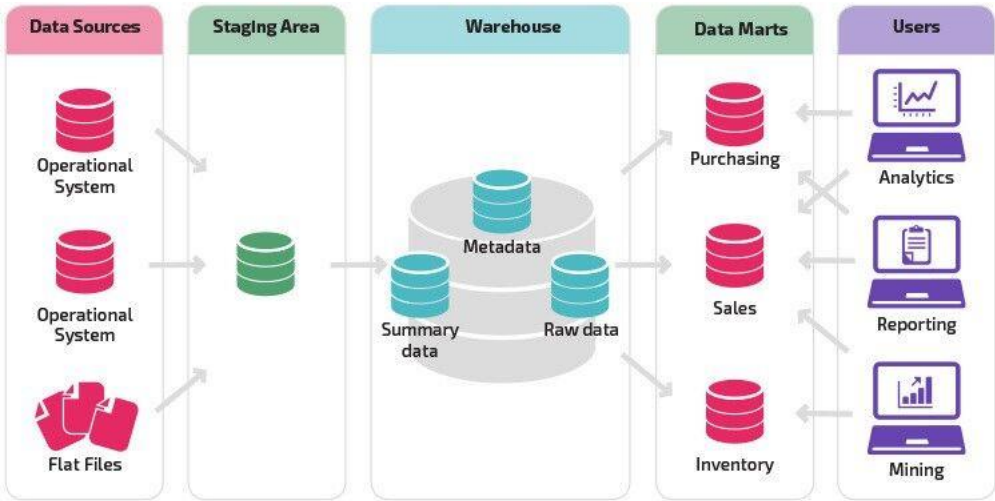 Data Sources
Staging Area
Warehouse
Data Marts
Users
Operational
System
Operational
System
Flat Files
Metadata
Summary
data
Raw data
Purchasing
Sales
Inventory
Analytics
Reporting
Mining